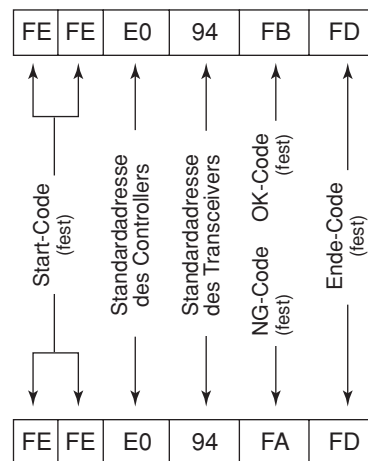 FE FE E0 94 FB FD
Start-Code
(fest)
Standardadresse
des Controllers
Standardadresse
des Transceivers
OK-Code
(fest)
NG-Code
(fest)
Ende-Code
(fest)
FE FE E0 94 FA FD